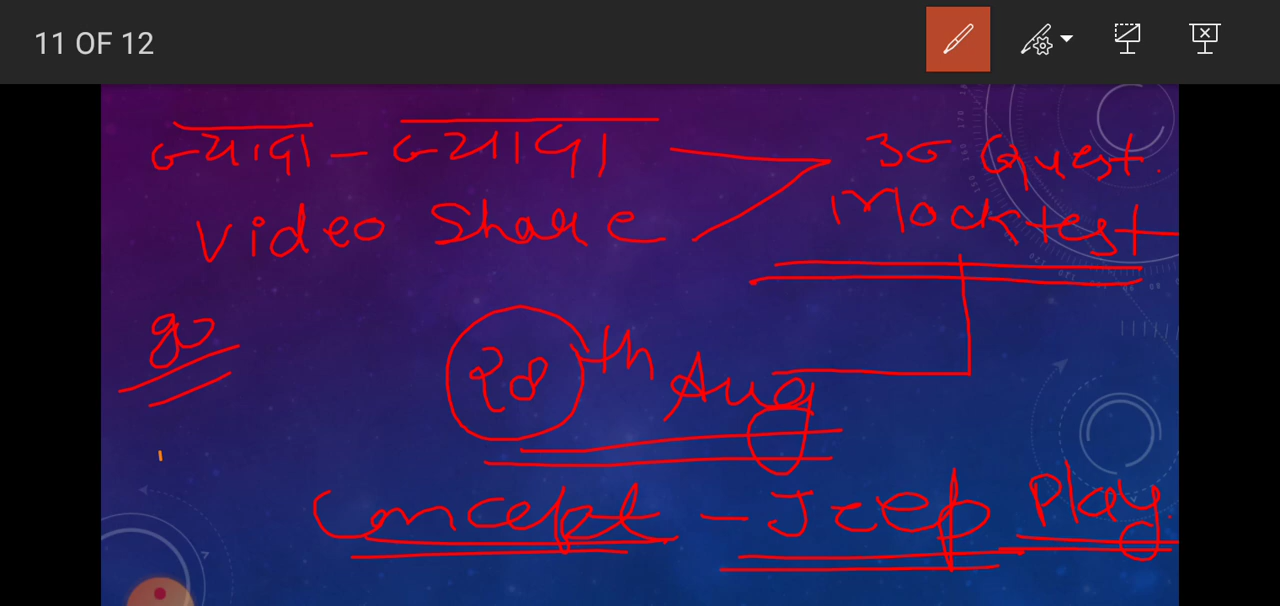 11 OF 12
ज्यादा - ज्यादा
Video Share
30 Quest.
Mocktest
28th Aug
Concept - Jeep Play.